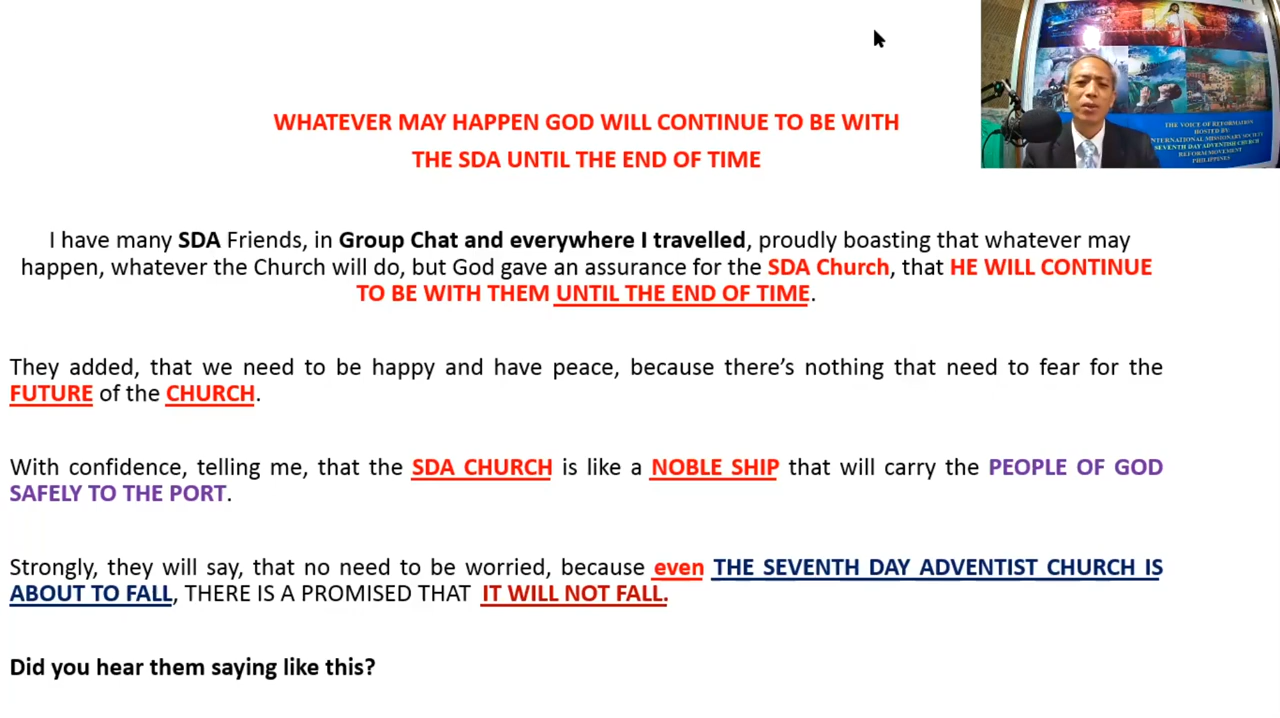 WHATEVER MAY HAPPEN GOD WILL CONTINUE TO BE WITH
THE SDA UNTIL THE END OF TIME
THE VOICE OF REFORMATION
HOSTED BY:
INTERNATIONAL MISSIONARY SOCIETY
SEVENTH DAY ADVENTIST CHURCH
REFORM MOVEMENT
PHILIPPINES
I have many SDA Friends, in Group Chat and everywhere I travelled, proudly boasting that whatever may
happen, whatever the Church will do, but God gave an assurance for the SDA Church, that HE WILL CONTINUE
TO BE WITH THEM UNTIL THE END OF TIME.
They added, that we need to be happy and have peace, because there’s nothing that need to fear for the
FUTURE of the CHURCH.
With confidence, telling me, that the SDA CHURCH is like a NOBLE SHIP that will carry the PEOPLE OF GOD
SAFELY TO THE PORT.
Strongly, they will say, that no need to be worried, because even THE SEVENTH DAY ADVENTIST CHURCH IS
ABOUT TO FALL, THERE IS A PROMISED THAT IT WILL NOT FALL.
Did you hear them saying like this?